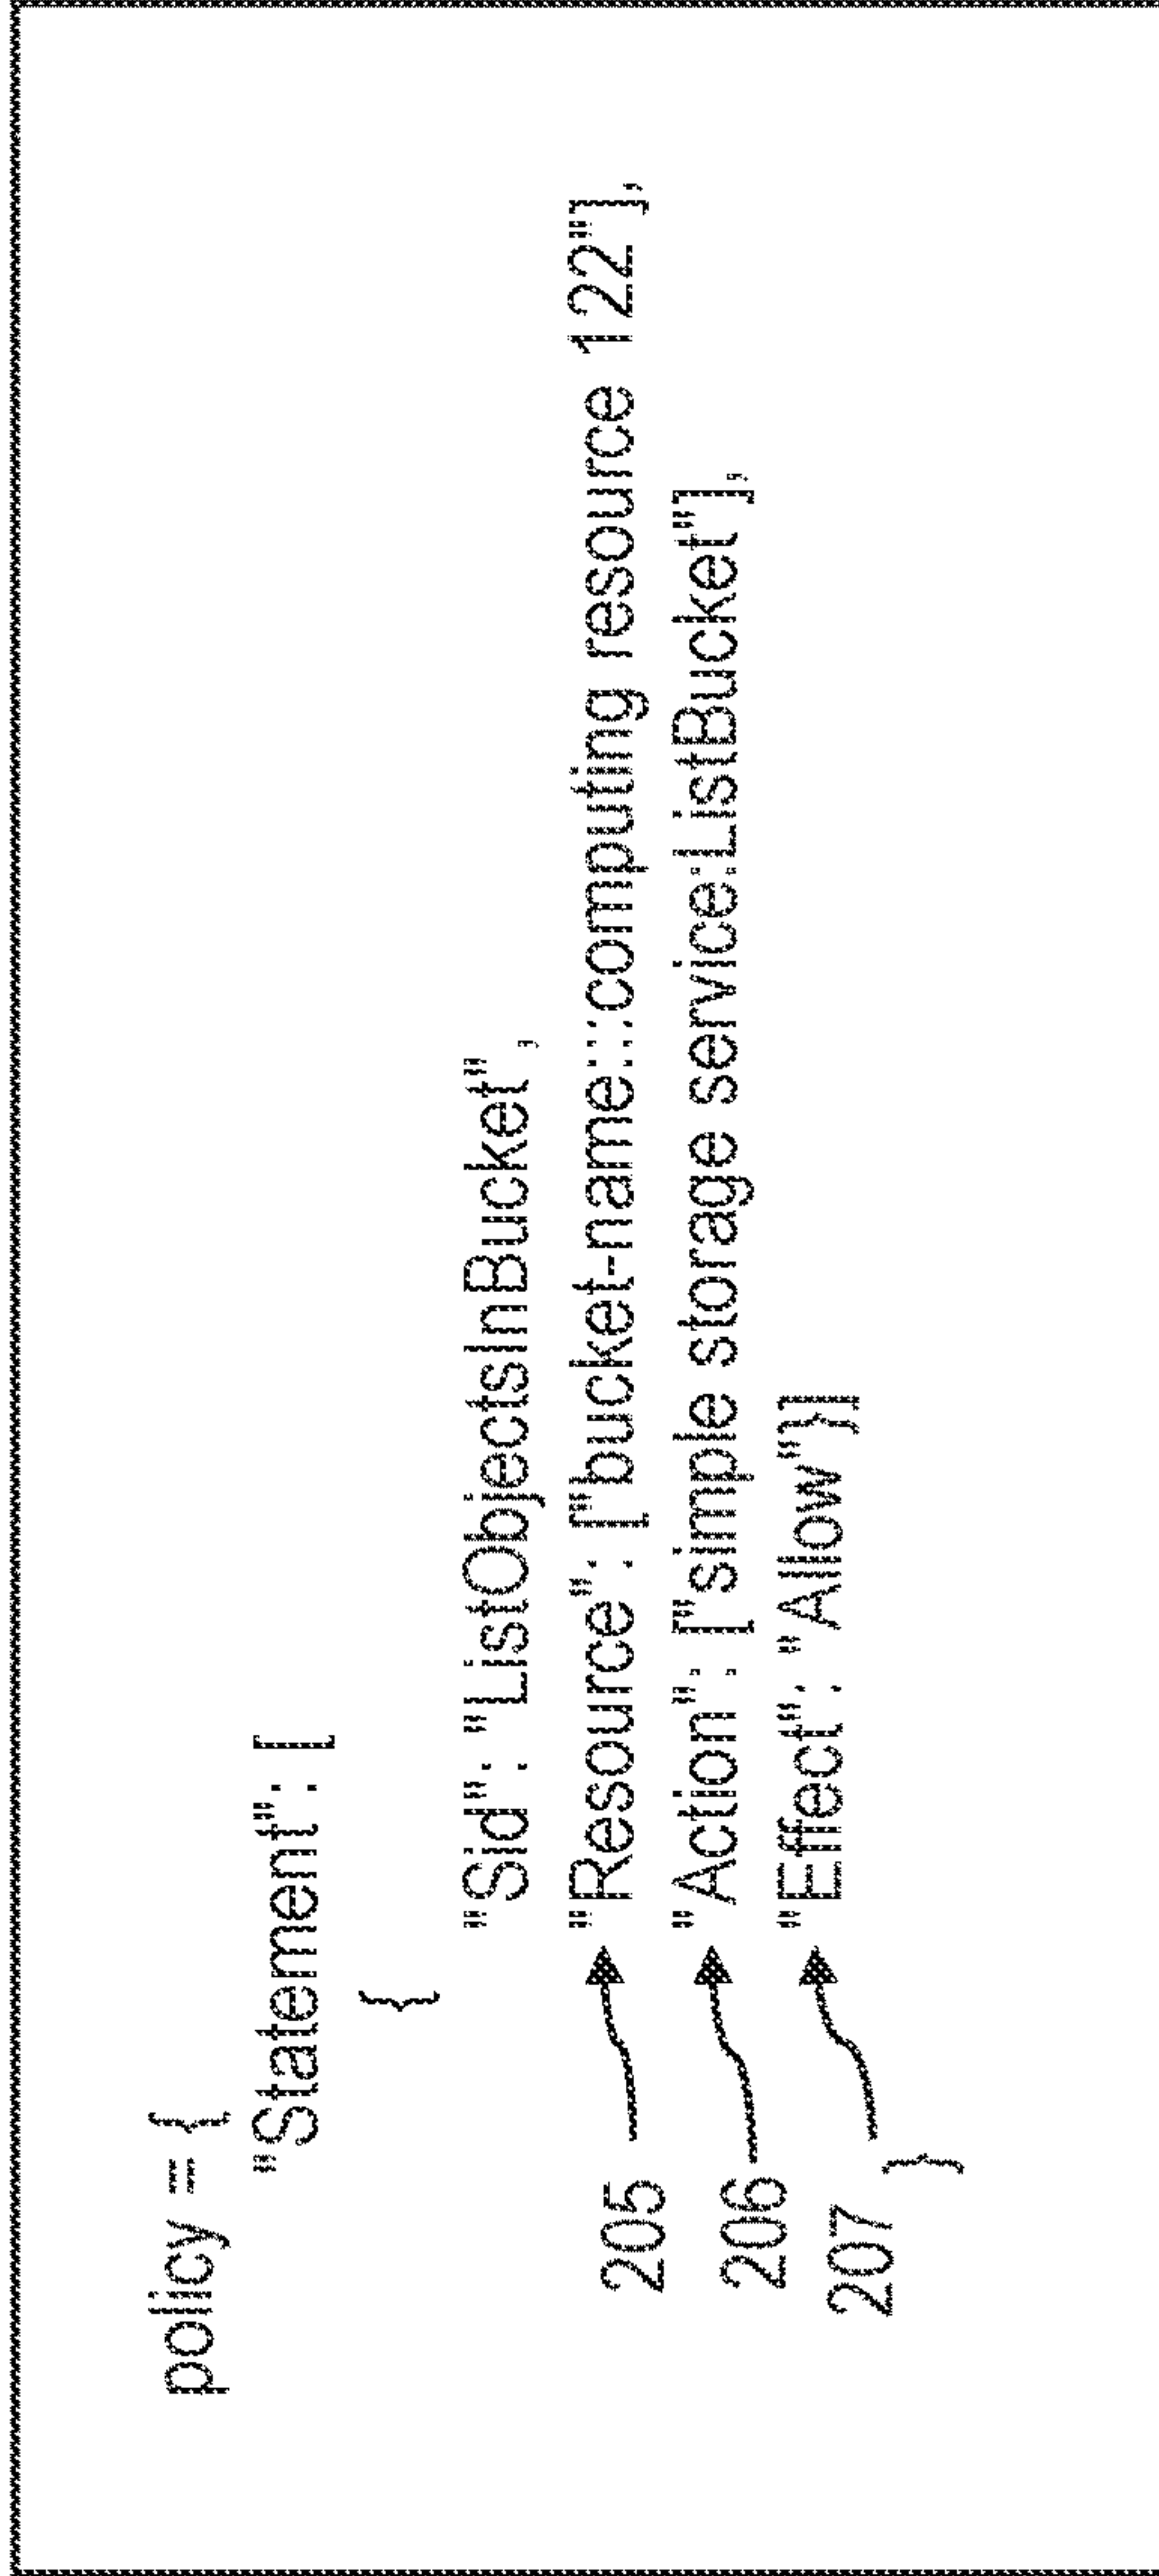 policy = {
"Statement": [
{
"Sid": "ListObjectsInBucket",
205 "Resource": ["bucket-name:::computing resource 122"],
206 "Action": ["simple storage service:ListBucket"],
207 "Effect": "Allow"}]
}